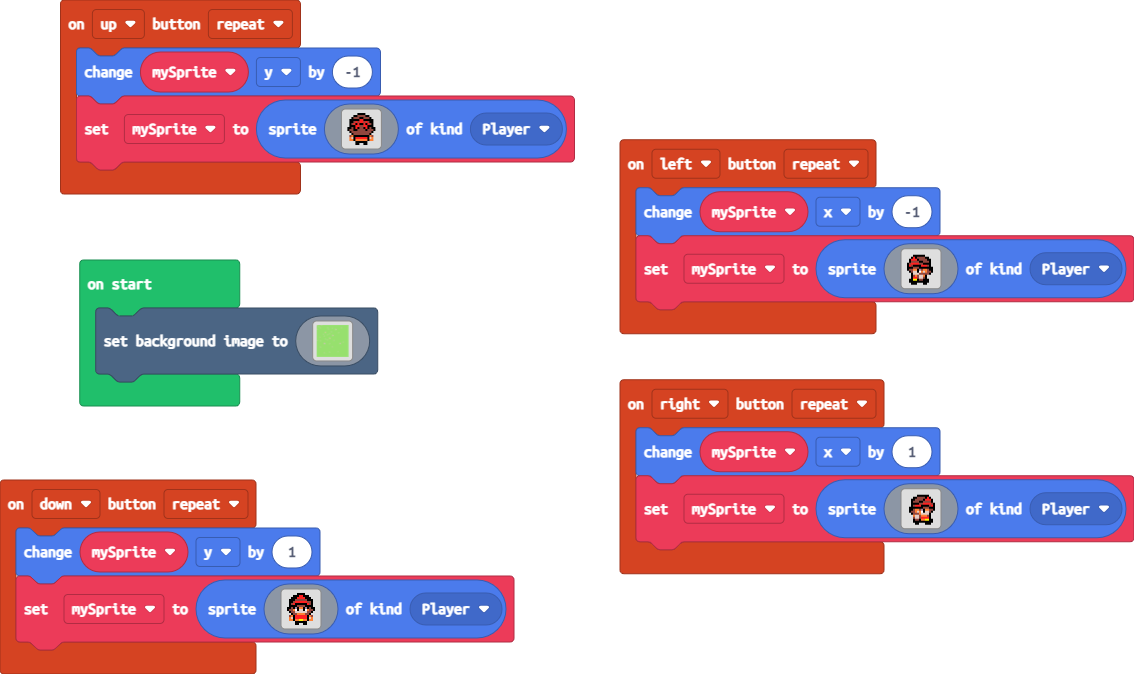 on up button repeat
change mySprite y by -1
set mySprite to sprite of kind Player
on start
set background image to
on down button repeat
change mySprite y by 1
set mySprite to sprite of kind Player
on left button repeat
change mySprite x by -1
set mySprite to sprite of kind Player
on right button repeat
change mySprite x by 1
set mySprite to sprite of kind Player